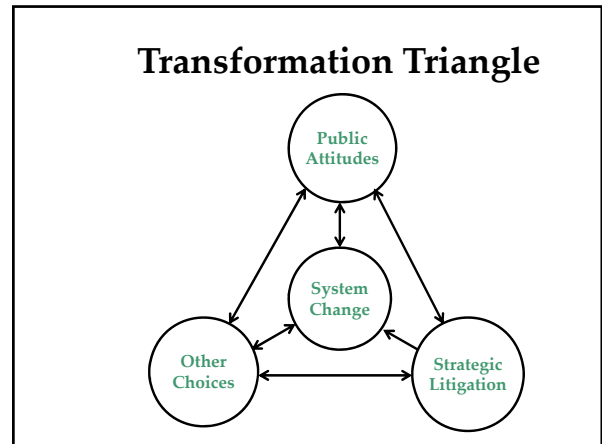 Transformation Triangle
Public
Attitudes
System
Change
Other
Choices
Strategic
Litigation